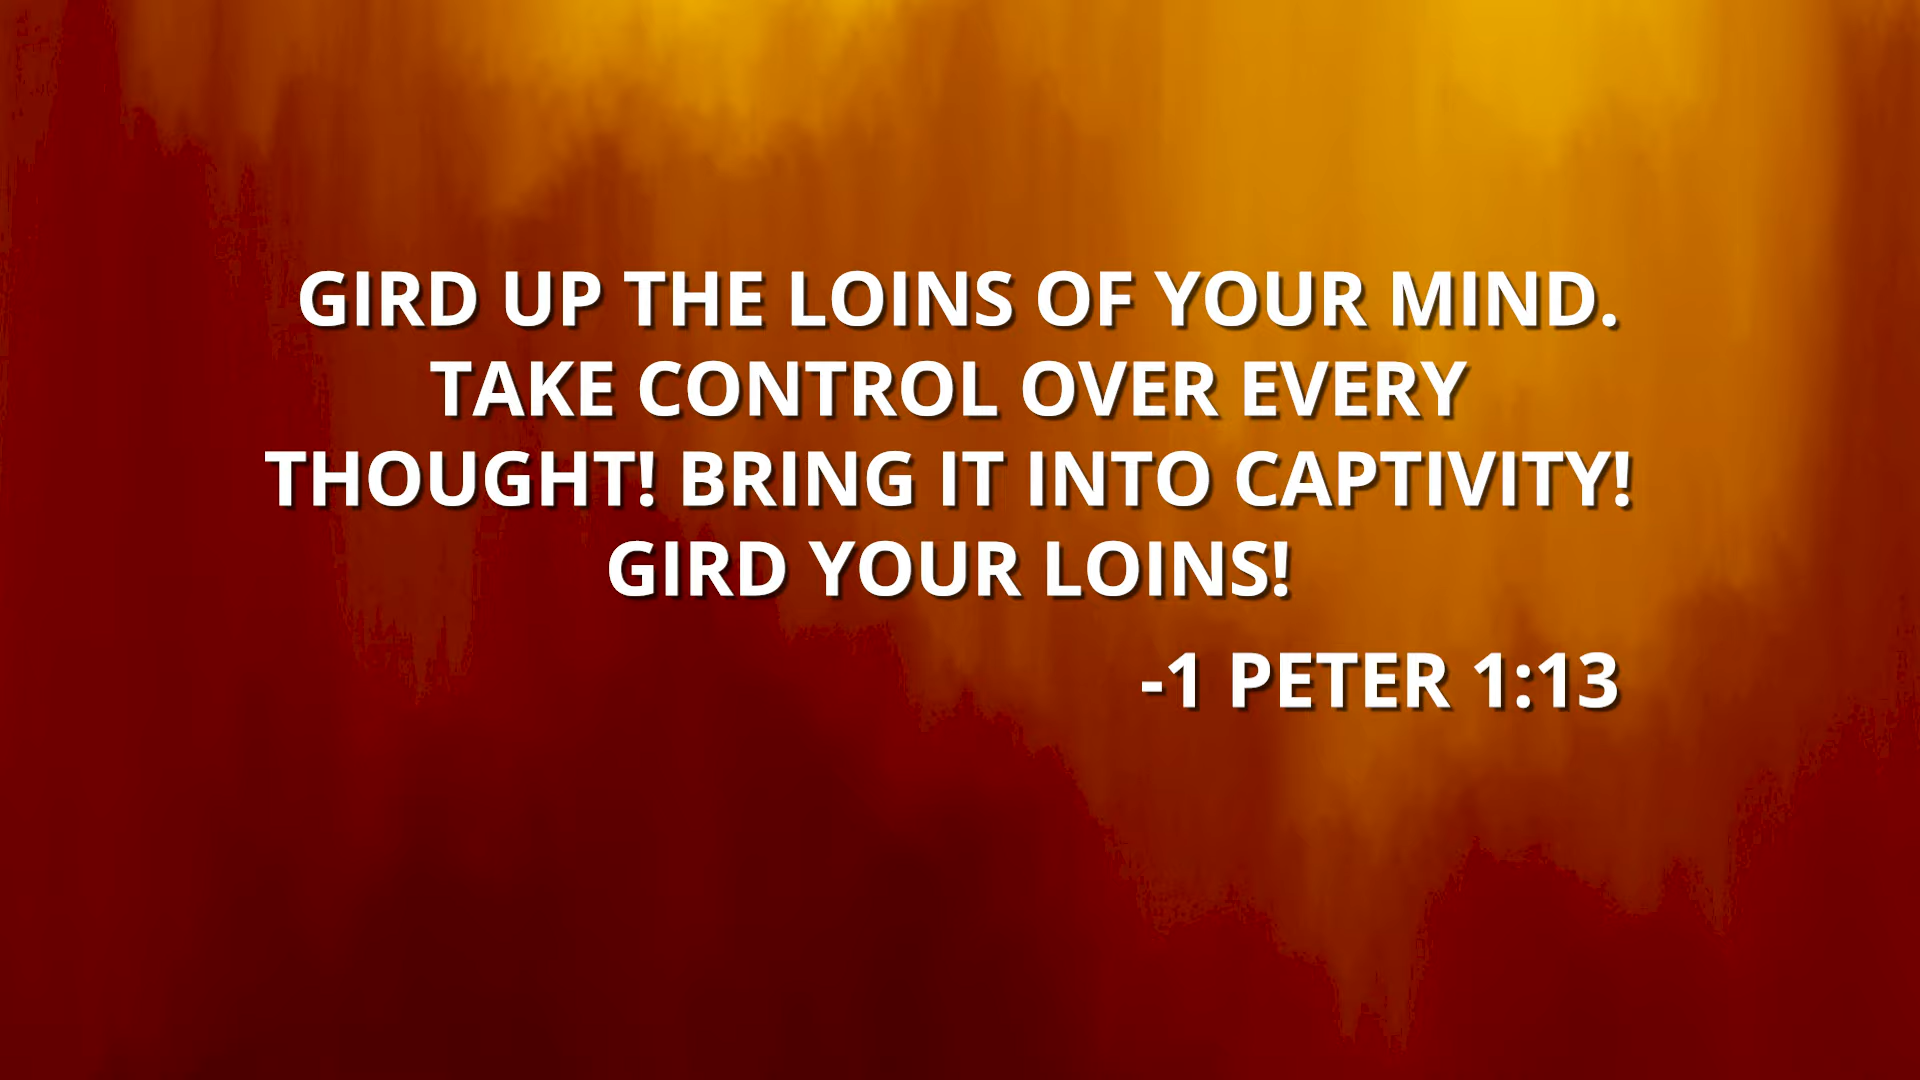 GIRD UP THE LOINS OF YOUR MIND.
TAKE CONTROL OVER EVERY
THOUGHT! BRING IT INTO CAPTIVITY!
GIRD YOUR LOINS!
-1 PETER 1:13